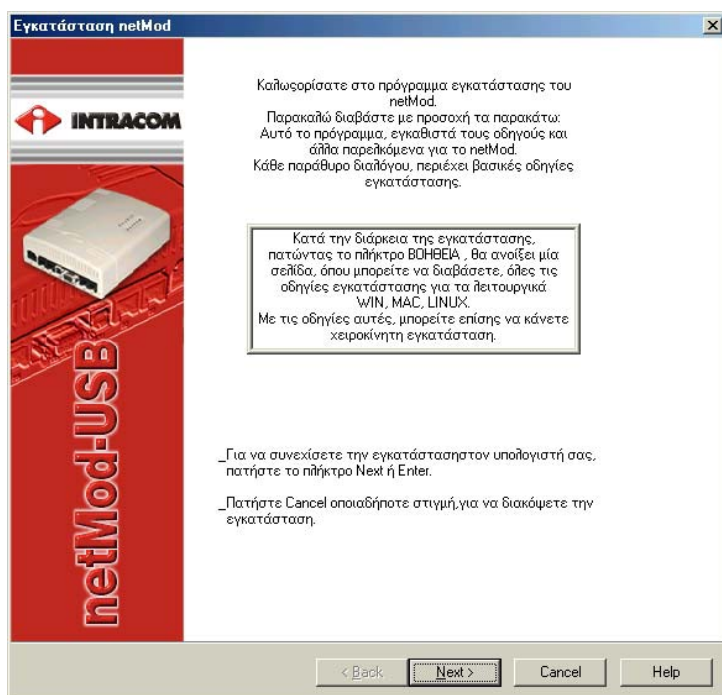 Εγκατάσταση netMod
INTRACOM
netMod-USB
Καλωςορίσατε στο πρόγραμμα εγκατάστασης του
netMod.
Παρακαλώ διαβάστε με προσοχή τα παρακάτω:
Αυτό το πρόγραμμα, εγκαθιστά τους οδηγούς και
άλλα παρελκόμενα για το netMod.
Κάθε παράθυρο διαλόγου, περιέχει βασικές οδηγίες
εγκατάστασης.
Κατά την διάρκεια της εγκατάστασης,
πατώντας το πλήκτρο ΒΟΗΘΕΙΑ , θα ανοίξει μία
σελίδα, όπου μπορείτε να διαβάσετε, όλες τις
οδηγίες εγκατάστασης για τα λειτουργικά
WIN, MAC, LINUX.
Με τις οδηγίες αυτές, μπορείτε επίσης να κάνετε
χειροκίνητη εγκατάσταση.
_Για να συνεχίσετε την εγκατάστασηστον υπολογιστή σας,
πατήστε το πλήκτρο Next ή Enter.
_Πατήστε Cancel οποιαδήποτε στιγμή,για να διακόψετε την
εγκατάσταση.
< Back Next > Cancel Help